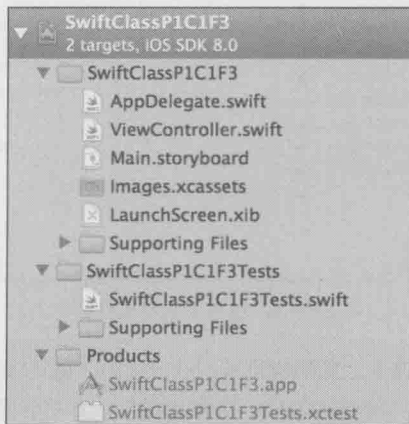 SwiftClassP1C1F3
2 targets, iOS SDK 8.0
SwiftClassP1C1F3
AppDelegate.swift
ViewController.swift
Main.storyboard
Images.xcassets
LaunchScreen.xib
Supporting Files
SwiftClassP1C1F3Tests
SwiftClassP1C1F3Tests.swift
Supporting Files
Products
SwiftClassP1C1F3.app
SwiftClassP1C1F3Tests.xctest